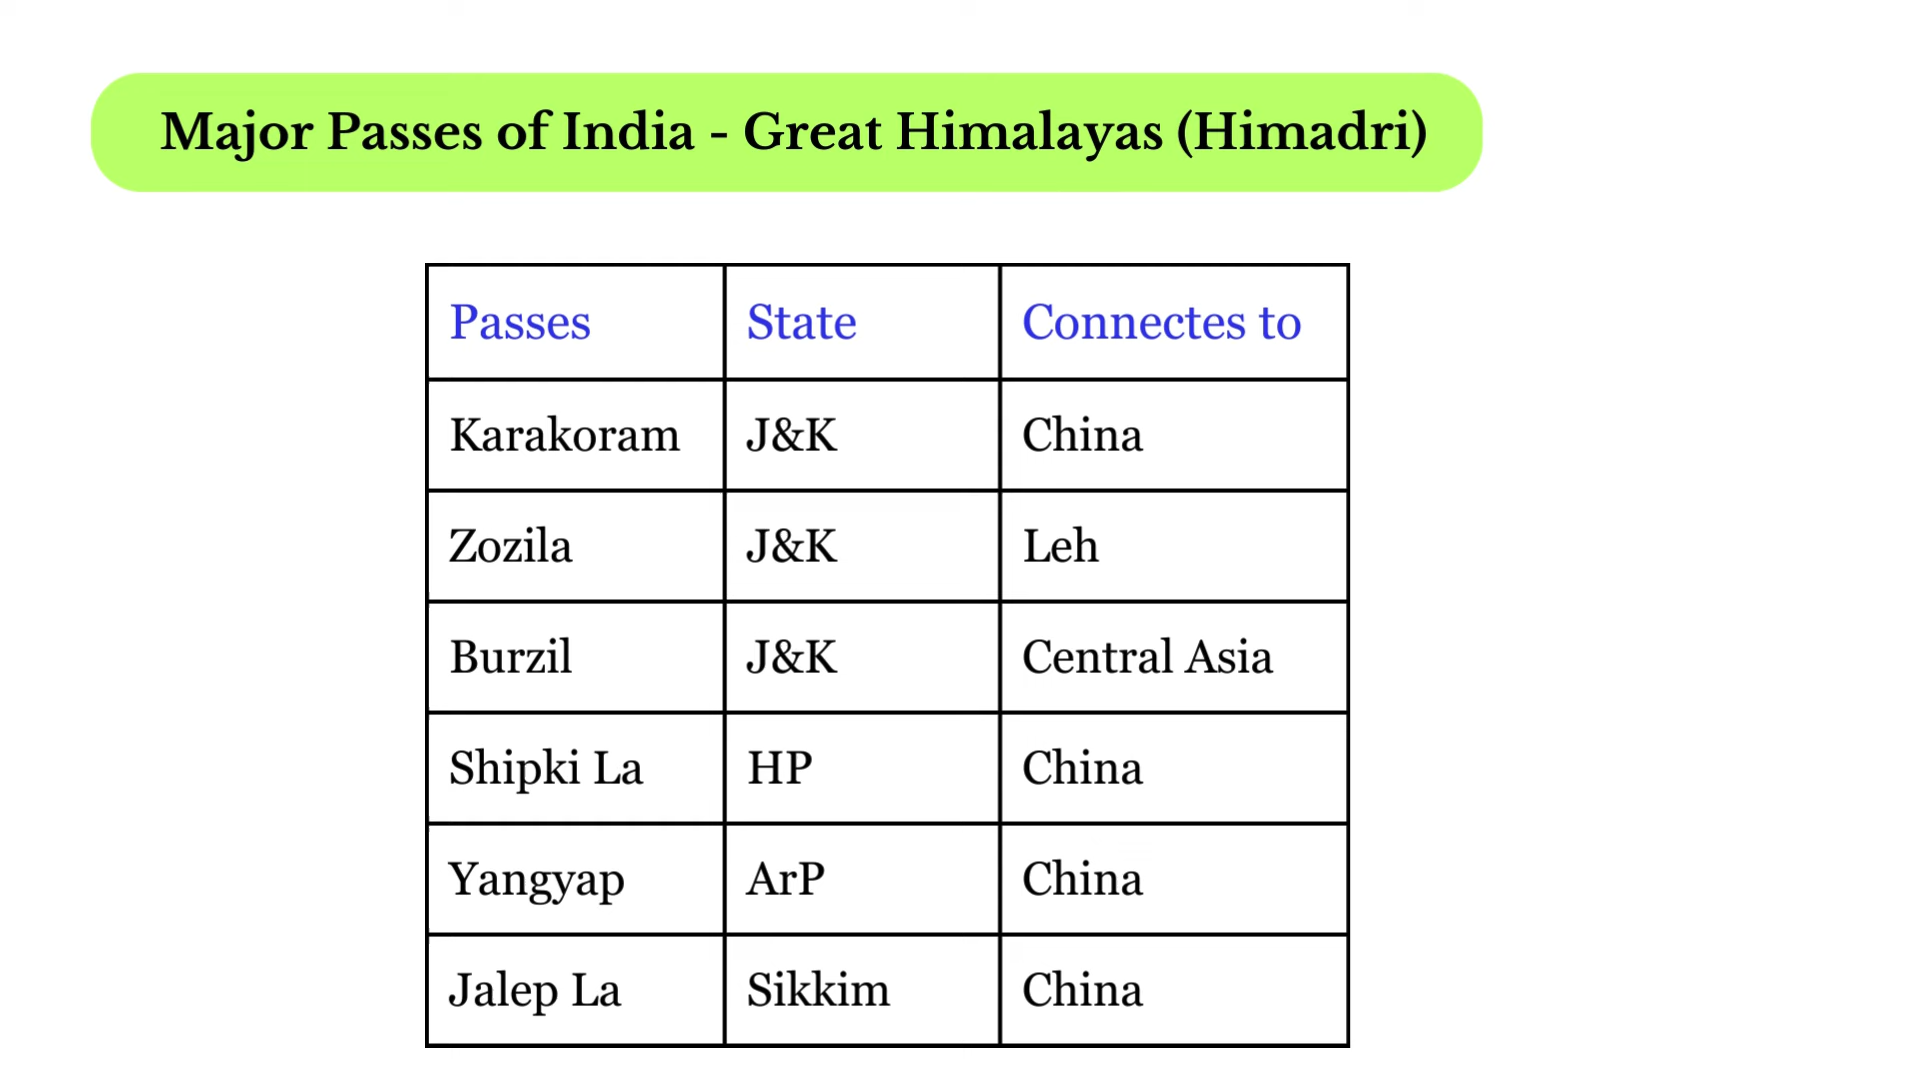 Major Passes of India - Great Himalayas (Himadri)
Passes State Connectes to
Karakoram J&K China
Zozila J&K Leh
Burzil J&K Central Asia
Shipki La HP China
Yangyap ArP China
Jalep La Sikkim China